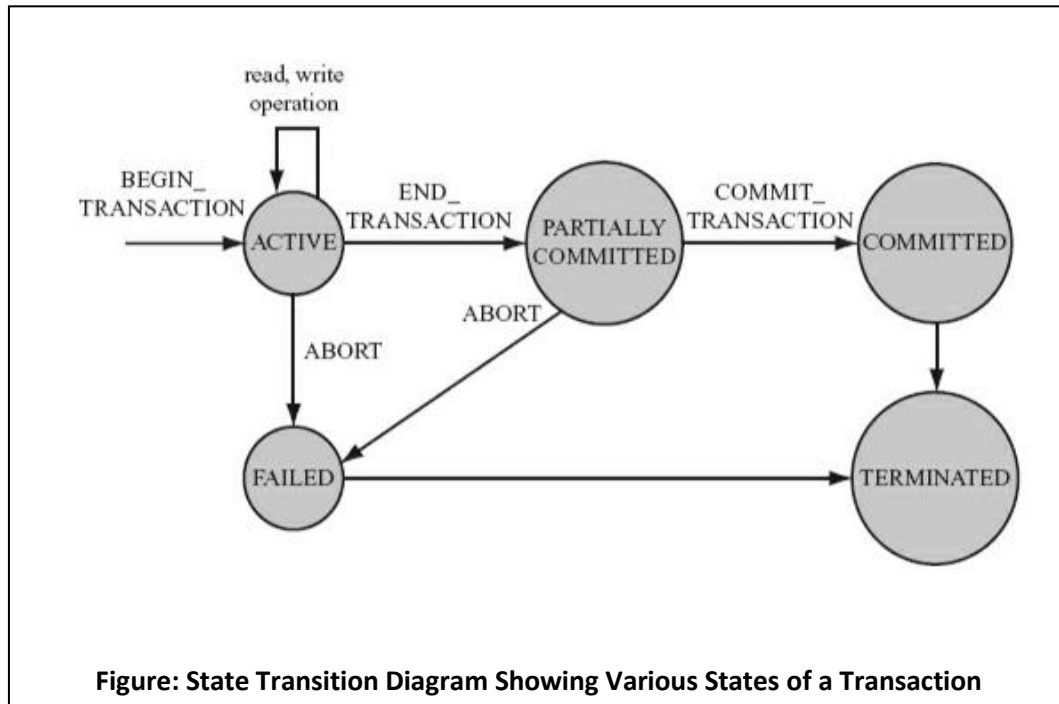 read, write
operation
BEGIN_
TRANSACTION
END_
TRANSACTION
COMMIT_
TRANSACTION
ACTIVE
PARTIALLY
COMMITTED
COMMITTED
ABORT
ABORT
FAILED
TERMINATED
Figure: State Transition Diagram Showing Various States of a Transaction